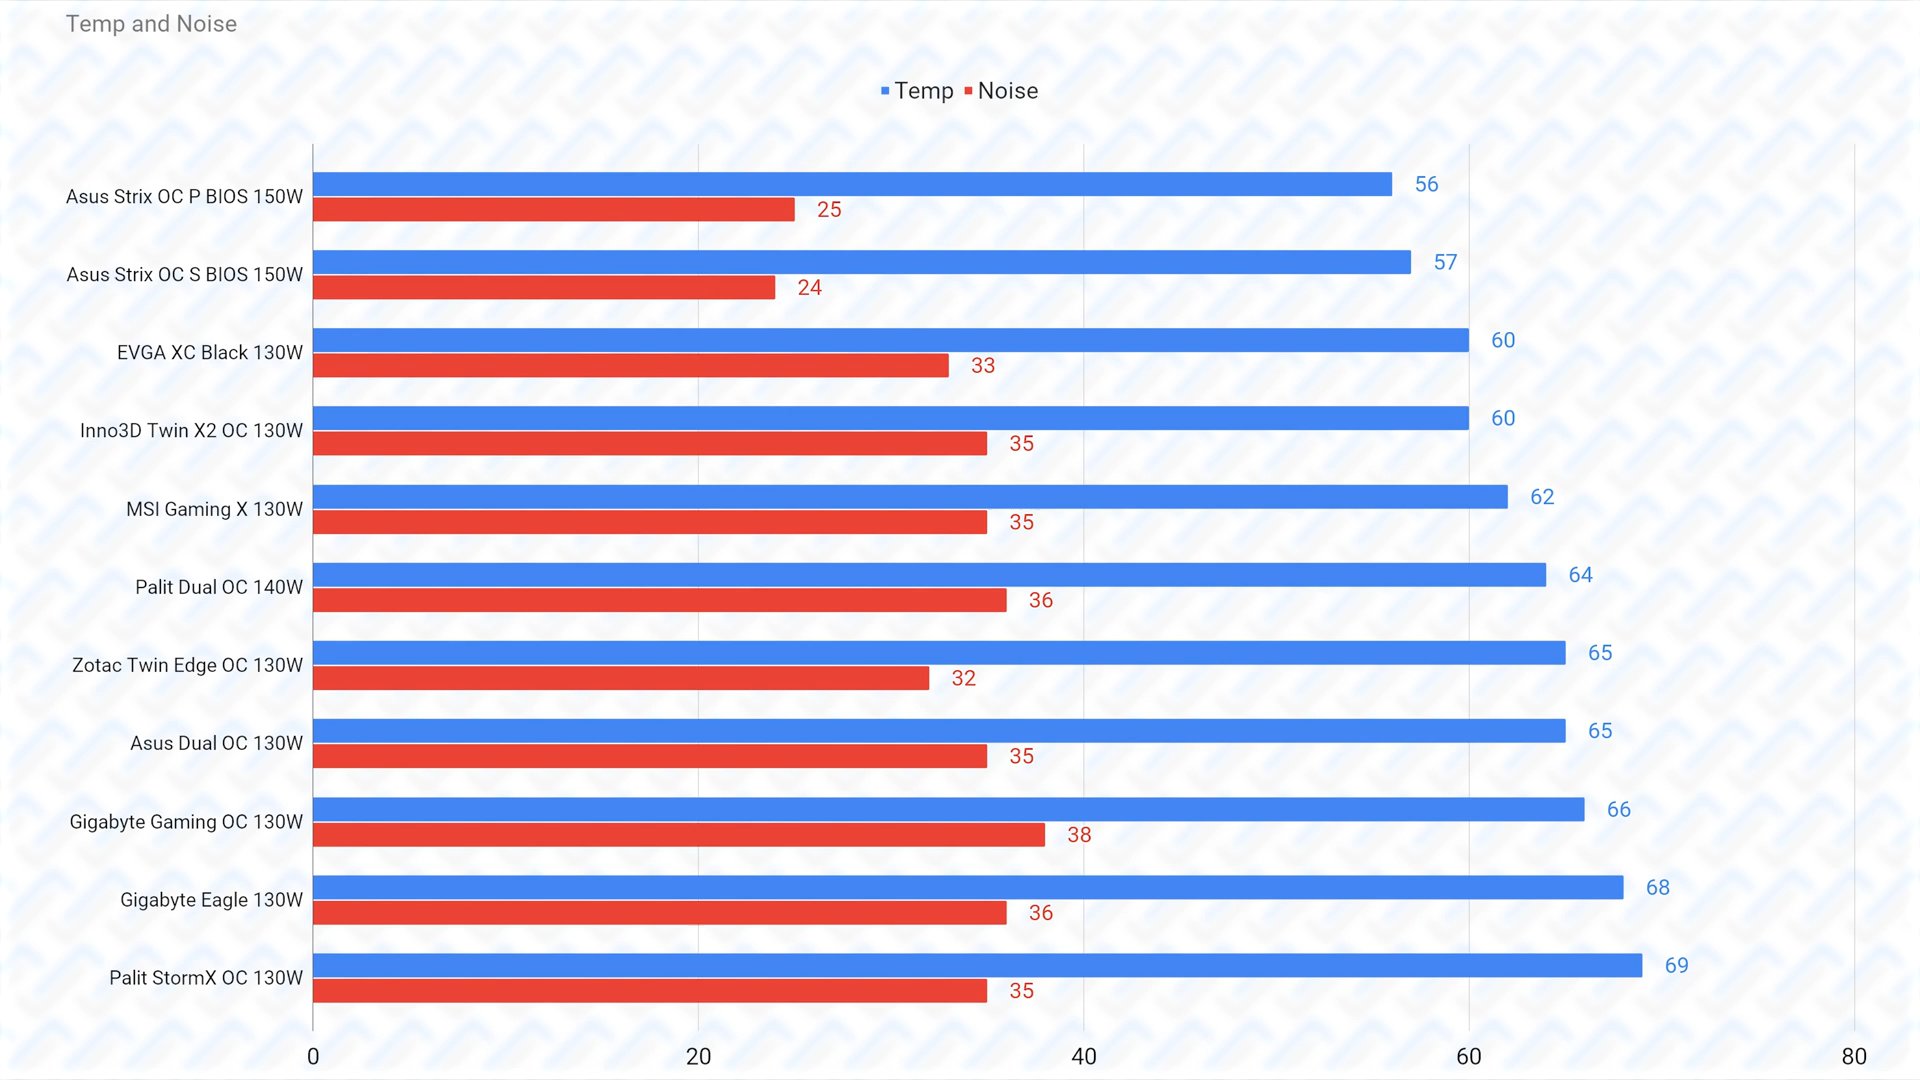 Temp and Noise
Temp Noise
Asus Strix OC P BIOS 150W 56
25
Asus Strix OC S BIOS 150W 57
24
EVGA XC Black 130W 60
33
Inno3D Twin X2 OC 130W 60
35
MSI Gaming X 130W 62
35
Palit Dual OC 140W 64
36
Zotac Twin Edge OC 130W 65
32
Asus Dual OC 130W 65
35
Gigabyte Gaming OC 130W 66
38
Gigabyte Eagle 130W 68
36
Palit StormX OC 130W 69
35
0 20 40 60 80